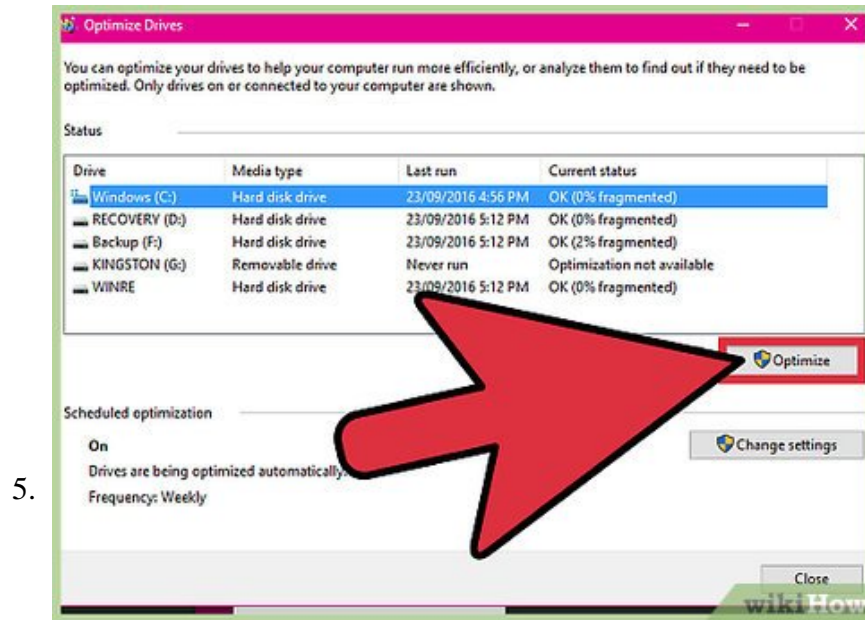 Optimize Drives
You can optimize your drives to help your computer run more efficiently, or analyze them to find out if they need to be
optimized. Only drives on or connected to your computer are shown.
Status
Drive Media type Last run Current status
Windows (C:) Hard disk drive 23/09/2016 4:56 PM OK (0% fragmented)
RECOVERY (D:) Hard disk drive 23/09/2016 5:12 PM OK (0% fragmented)
Backup (F:) Hard disk drive 23/09/2016 5:12 PM OK (2% fragmented)
KINGSTON (G:) Removable drive Never run Optimization not available
WINRE Hard disk drive 23/09/2016 5:12 PM OK (0% fragmented)
Optimize
Scheduled optimization
On
Change settings
Drives are being optimized automatically.
5.
Frequency: Weekly
Close
wikiHow